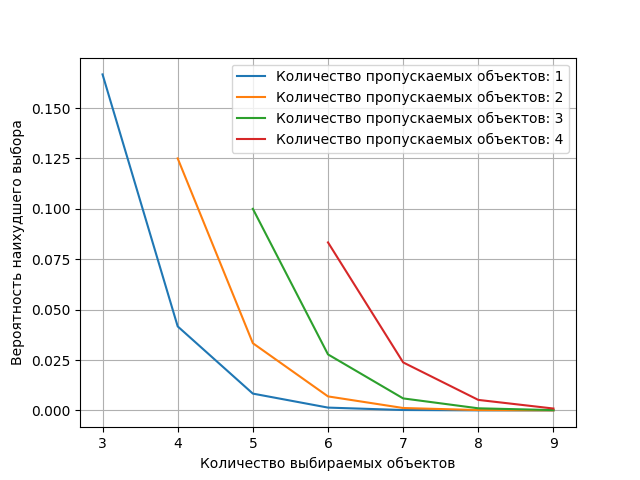 Количество пропускаемых объектов: 1
Количество пропускаемых объектов: 2
Количество пропускаемых объектов: 3
Количество пропускаемых объектов: 4
Вероятность наихудшего выбора
0.150
0.125
0.100
0.075
0.050
0.025
0.000
3 4 5 6 7 8 9
Количество выбираемых объектов